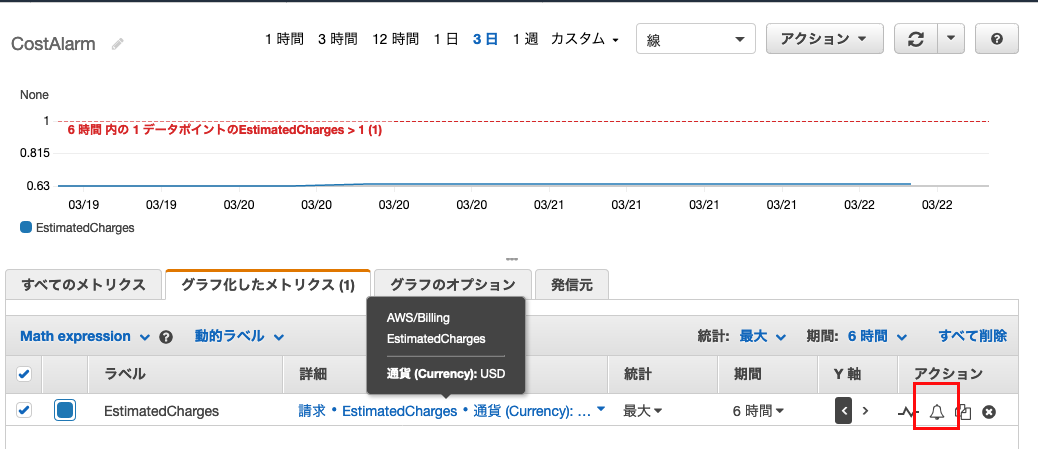 CostAlarm
1 時間 3 時間 12 時間 1 日 3 日 1 週 カスタム 線 アクション
None
1
6 時間 内の 1 データポイントのEstimatedCharges > 1 (1)
0.815
0.63
03/19 03/19 03/20 03/20 03/20 03/20 03/21 03/21 03/21 03/21 03/22 03/22
EstimatedCharges
すべてのメトリクス グラフ化したメトリクス (1) グラフのオプション 発信元
AWS/Billing
EstimatedCharges
通貨 (Currency): USD
Math expression ? 動的ラベル 統計: 最大 期間: 6 時間 すべて削除
ラベル 詳細 統計 期間 Y 軸 アクション
EstimatedCharges 請求 • EstimatedCharges • 通貨 (Currency): ... 最大 6 時間 < >